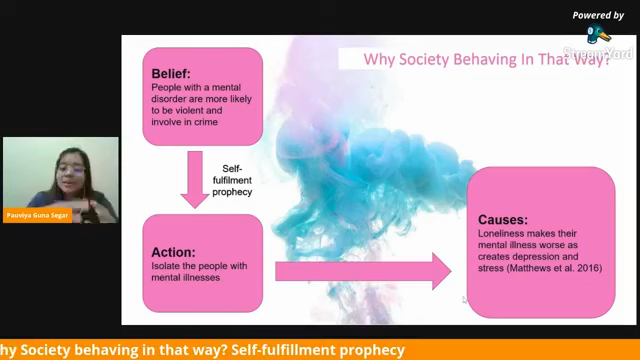 Powered by
StreamYard
Why Society Behaving In That Way?
Belief:
People with a mental
disorder are more likely
to be violent and
involve in crime
Self-
fulfilment
prophecy
Action:
Isolate the people with
mental illnesses
Causes:
Loneliness makes their
mental illness worse as
creates depression and
stress (Matthews et al. 2016)
Pauviya Guna Segar
hy Society behaving in that way? Self-fulfillment prophecy